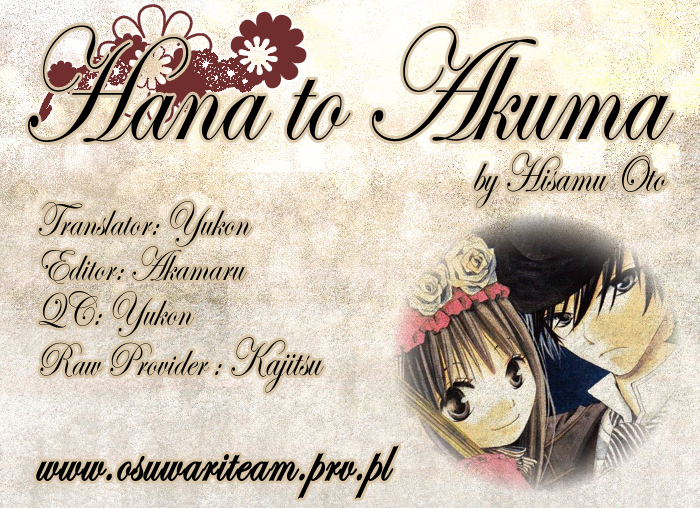 Hana to Akuma
by Hisamu Oto
Translator: Yukon
Editor: Akamaru
QC: Yukon
Raw Provider : Kajitsu
www.osuwariteam.prv.pl